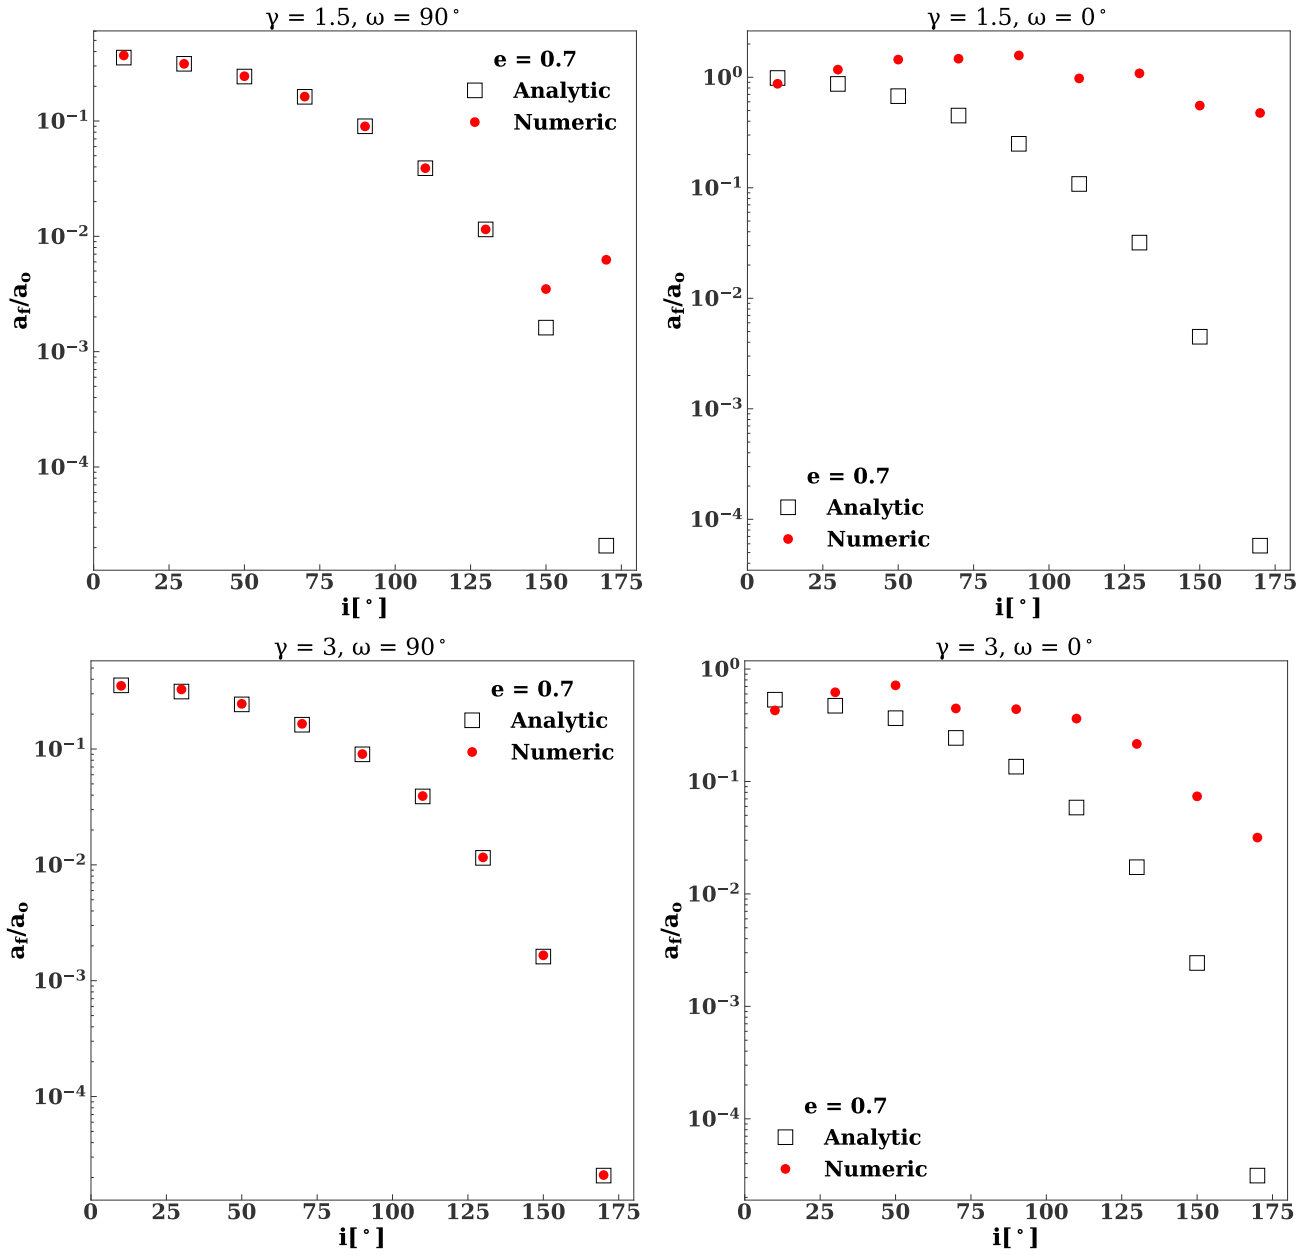 γ = 1.5, ω = 90°
e = 0.7
Analytic
Numeric
10⁻¹
10⁻²
10⁻³
10⁻⁴
a_f/a_o
0 25 50 75 100 125 150 175
i[°]
γ = 1.5, ω = 0°
10⁰
10⁻¹
10⁻²
10⁻³
10⁻⁴
a_f/a_o
e = 0.7
Analytic
Numeric
0 25 50 75 100 125 150 175
i[°]
γ = 3, ω = 90°
e = 0.7
Analytic
Numeric
10⁻¹
10⁻²
10⁻³
10⁻⁴
a_f/a_o
0 25 50 75 100 125 150 175
i[°]
γ = 3, ω = 0°
10⁰
10⁻¹
10⁻²
10⁻³
10⁻⁴
a_f/a_o
e = 0.7
Analytic
Numeric
0 25 50 75 100 125 150 175
i[°]